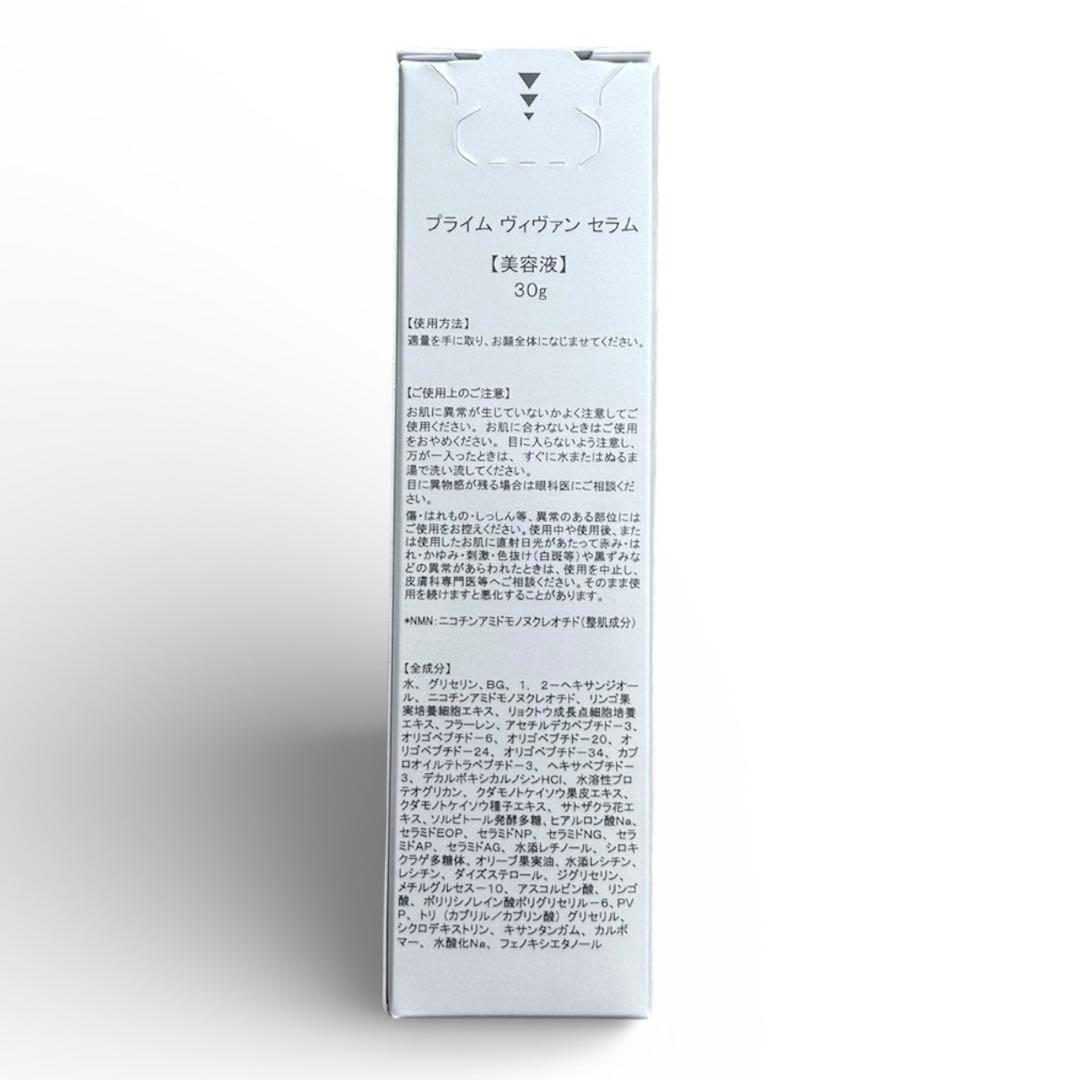 プライム ヴィヴァン セラム
【美容液】
30g
【使用方法】
適量を手に取り、お顔全体になじませてください。
【ご使用上のご注意】
お肌に異常が生じていないかよく注意してご
使用ください。 お肌に合わないときはご使用
をおやめください。 目に入らないよう注意し、
万が一入ったときは、 すぐに水またはぬるま
湯で洗い流してください。
目に異物感が残る場合は眼科医にご相談くだ
さい。
傷・はれもの・しっしん等、異常のある部位には
ご使用をお控えください。使用中や使用後、また
は使用したお肌に直射日光があたって赤み・は
れ・かゆみ・刺激・色抜け(白斑等)や黒ずみな
どの異常があらわれたときは、使用を中止し、
皮膚科専門医等へご相談ください。そのまま使
用を続けますと悪化することがあります。
*NMN:ニコチンアミドモノヌクレオチド(整肌成分)
【全成分】
水、 グリセリン、BG、 1, 2-ヘキサンジオー
ル、 ニコチンアミドモノヌクレオチド、 リンゴ果
実培養細胞エキス、 リョクトウ成長点細胞培養
エキス、フラーレン、 アセチルデカペプチド-3、
オリゴペプチド-6、 オリゴペプチド-20、 オ
リゴペプチド-24、 オリゴペプチド-34、 カプ
ロオイルテトラペプチド-3、 ヘキサペプチド-
3、 デカルボキシカルノシンHCl、 水溶性プロ
テオグリカン、 クダモノトケイソウ果皮エキス、
クダモノトケイソウ種子エキス、 サトザクラ花エ
キス、ソルビトール発酵多糖、ヒアルロン酸Na、
セラミドEOP、 セラミドNP、 セラミドNG、 セラ
ミドAP、 セラミドAG、 水添レチノール、 シロキ
クラゲ多糖体、オリーブ果実油、水添レシチン、
レシチン、 ダイズステロール、 ジグリセリン、
メチルグルセス-10、 アスコルビン酸、 リンゴ
酸、 ポリリシノレイン酸ポリグリセリル-6、PV
P、トリ (カプリル/カプリン酸) グリセリル、
シクロデキストリン、 キサンタンガム、 カルボ
マー、 水酸化Na、 フェノキシエタノール